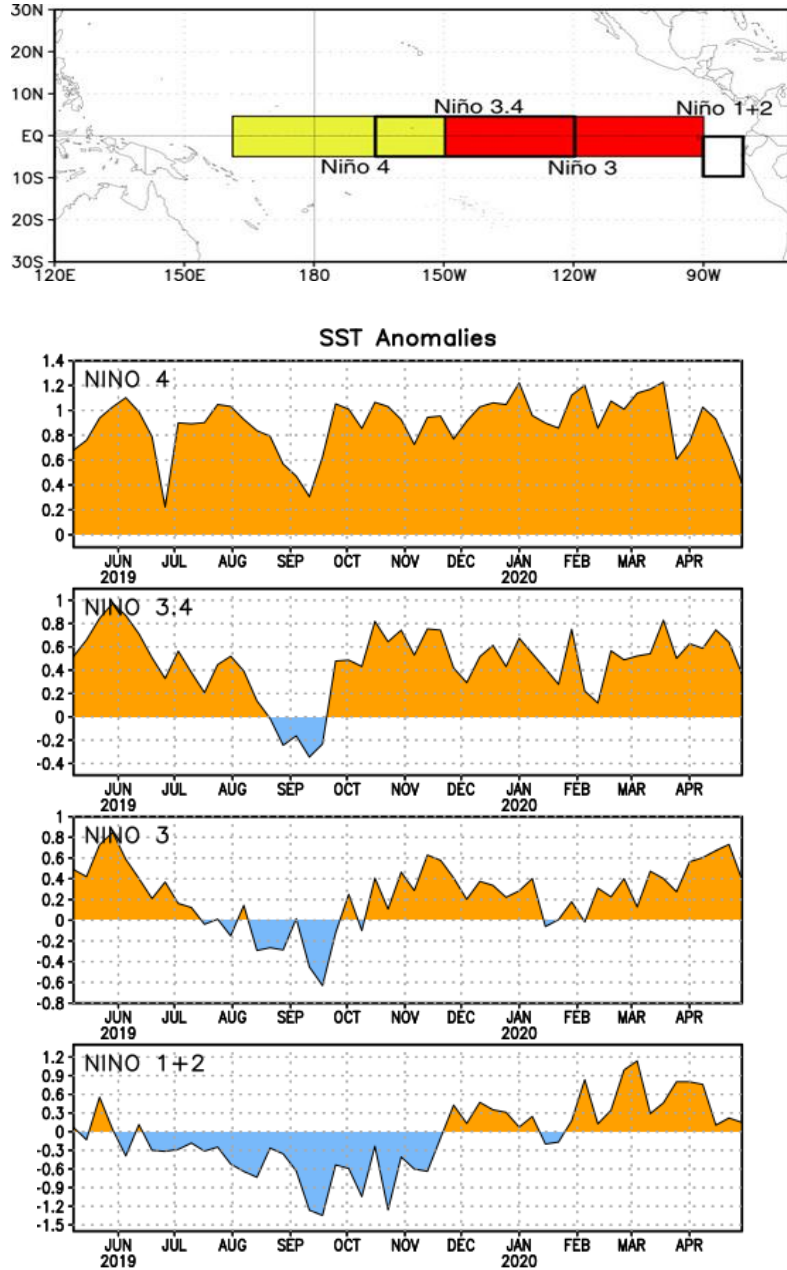 30N
20N
10N
EQ
10S
20S
30S
Niño 3.4
Niño 1+2
Niño 4
Niño 3
120E 150E 180 150W 120W 90W
SST Anomalies
NINO 4
1.4
1.2
1
0.8
0.6
0.4
0.2
0
JUN JUL AUG SEP OCT NOV DEC JAN FEB MAR APR
2019 2020
NINO 3.4
1
0.8
0.6
0.4
0.2
0
-0.2
-0.4
JUN JUL AUG SEP OCT NOV DEC JAN FEB MAR APR
2019 2020
NINO 3
1
0.8
0.6
0.4
0.2
0
-0.2
-0.4
-0.6
-0.8
JUN JUL AUG SEP OCT NOV DEC JAN FEB MAR APR
2019 2020
NINO 1+2
1.2
0.9
0.6
0.3
0
-0.3
-0.6
-0.9
-1.2
-1.5
JUN JUL AUG SEP OCT NOV DEC JAN FEB MAR APR
2019 2020